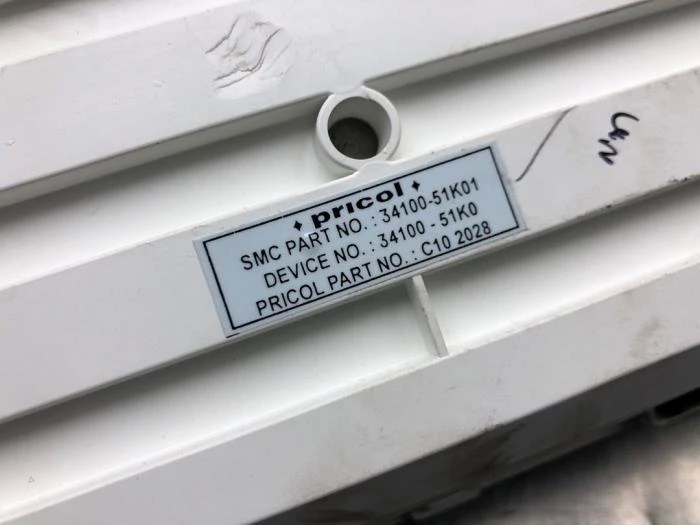 pricol
SMC PART NO. : 34100-51K01
DEVICE NO. : 34100 - 51K0
PRICOL PART NO. : C10 2028